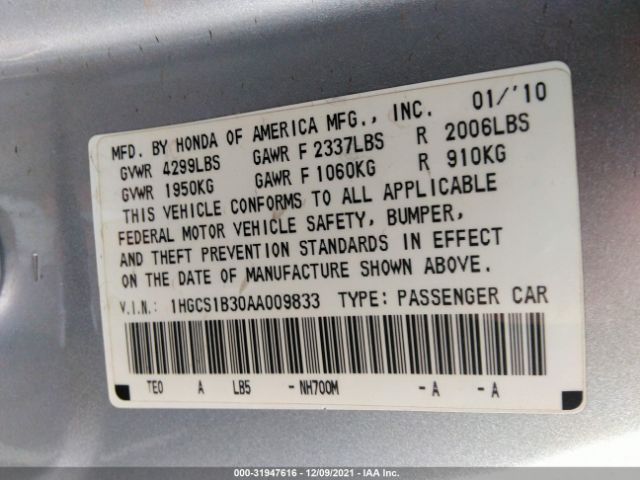 MFD. BY HONDA OF AMERICA MFG., INC. 01/'10
GVWR 4299LBS GAWR F 2337LBS R 2006LBS
GVWR 1950KG GAWR F 1060KG R 910KG
THIS VEHICLE CONFORMS TO ALL APPLICABLE
FEDERAL MOTOR VEHICLE SAFETY, BUMPER,
AND THEFT PREVENTION STANDARDS IN EFFECT
ON THE DATE OF MANUFACTURE SHOWN ABOVE.
V.I.N.: 1HGCS1B30AA009833 TYPE: PASSENGER CAR
TE0 A LB5 -NH700M -A -A
000-31947616 - 12/09/2021 - IAA Inc.